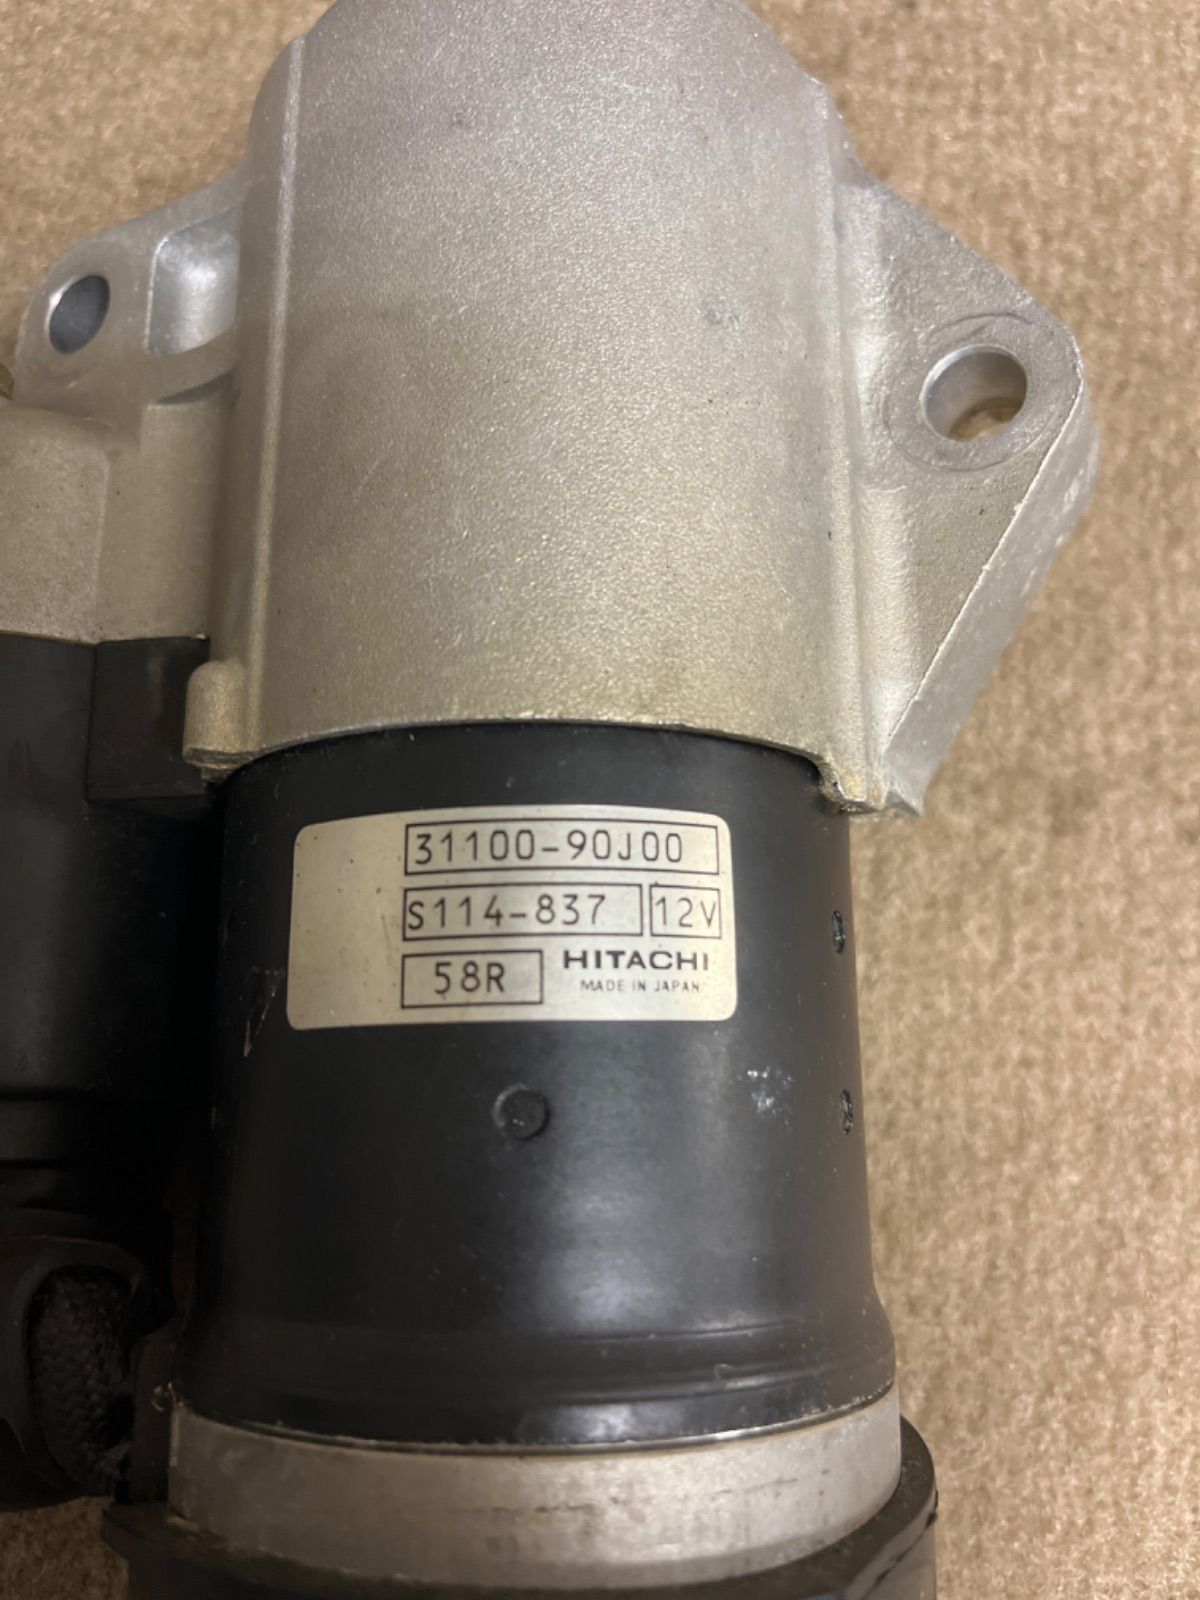 31100-90J00
S114-837 12V
58R HITACHI
MADE IN JAPAN